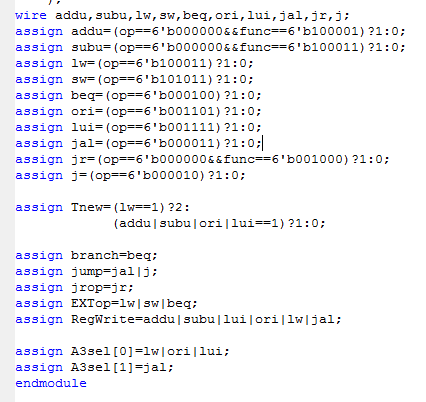 );
wire addu,subu,lw,sw,beq,ori,lui,jal,jr,j;
assign addu=(op==6'b000000&&func==6'b100001)?1:0;
assign subu=(op==6'b000000&&func==6'b100011)?1:0;
assign lw=(op==6'b100011)?1:0;
assign sw=(op==6'b101011)?1:0;
assign beq=(op==6'b000100)?1:0;
assign ori=(op==6'b001101)?1:0;
assign lui=(op==6'b001111)?1:0;
assign jal=(op==6'b000011)?1:0;
assign jr=(op==6'b000000&&func==6'b001000)?1:0;
assign j=(op==6'b000010)?1:0;
assign Tnew=(lw==1)?2:
(addu|subu|ori|lui==1)?1:0;
assign branch=beq;
assign jump=jal|j;
assign jrop=jr;
assign EXTop=lw|sw|beq;
assign RegWrite=addu|subu|lui|ori|lw|jal;
assign A3sel[0]=lw|ori|lui;
assign A3sel[1]=jal;
endmodule